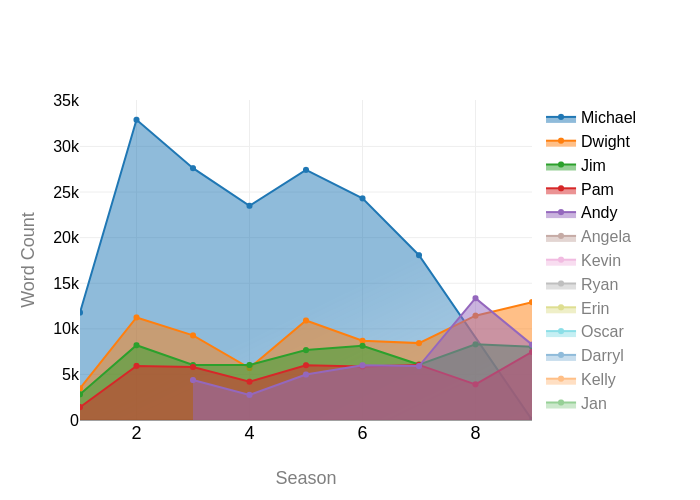 35k
30k
25k
20k
15k
10k
5k
0
2
4
6
8
Season
Word Count
Michael
Dwight
Jim
Pam
Andy
Angela
Kevin
Ryan
Erin
Oscar
Darryl
Kelly
Jan